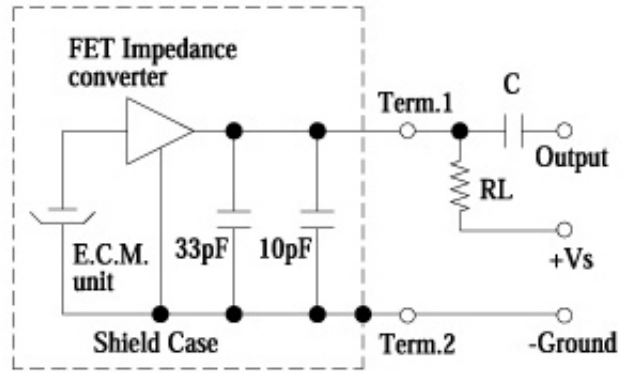 FET Impedance
converter
Term.1
C
Output
RL
+Vs
E.C.M.
unit
33pF
10pF
Shield Case
Term.2
-Ground